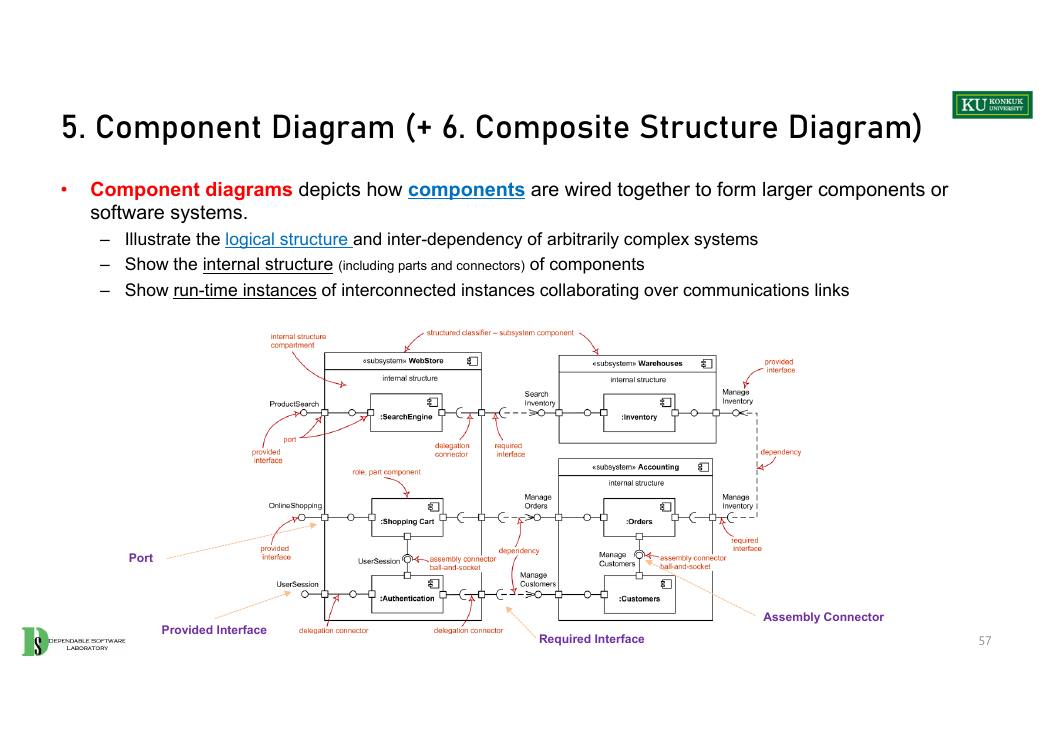 KU KONKUK
UNIVERSITY
5. Component Diagram (+ 6. Composite Structure Diagram)
• Component diagrams depicts how components are wired together to form larger components or
software systems.
– Illustrate the logical structure and inter-dependency of arbitrarily complex systems
– Show the internal structure (including parts and connectors) of components
– Show run-time instances of interconnected instances collaborating over communications links
structured classifier – subsystem component
internal structure
compartment
«subsystem» WebStore
internal structure
«subsystem» Warehouses
internal structure
provided
interface
ProductSearch
:SearchEngine
Search
Inventory
:Inventory
Manage
Inventory
port
provided
interface
delegation
connector
required
interface
dependency
role, part component
«subsystem» Accounting
internal structure
OnlineShopping
:Shopping Cart
Manage
Orders
:Orders
Manage
Inventory
provided
interface
required
interface
Port
UserSession
assembly connector
ball-and-socket
dependency
Manage
Customers
assembly connector
ball-and-socket
UserSession
:Authentication
Manage
Customers
:Customers
Provided Interface
delegation connector
delegation connector
Required Interface
Assembly Connector
DEPENDABLE SOFTWARE
LABORATORY
57